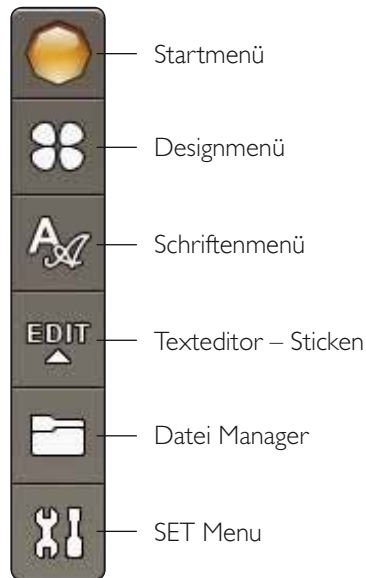 Startmenü
Designmenü
A A Schriftenmenü
EDIT Texteditor – Sticken
Datei Manager
SET Menu